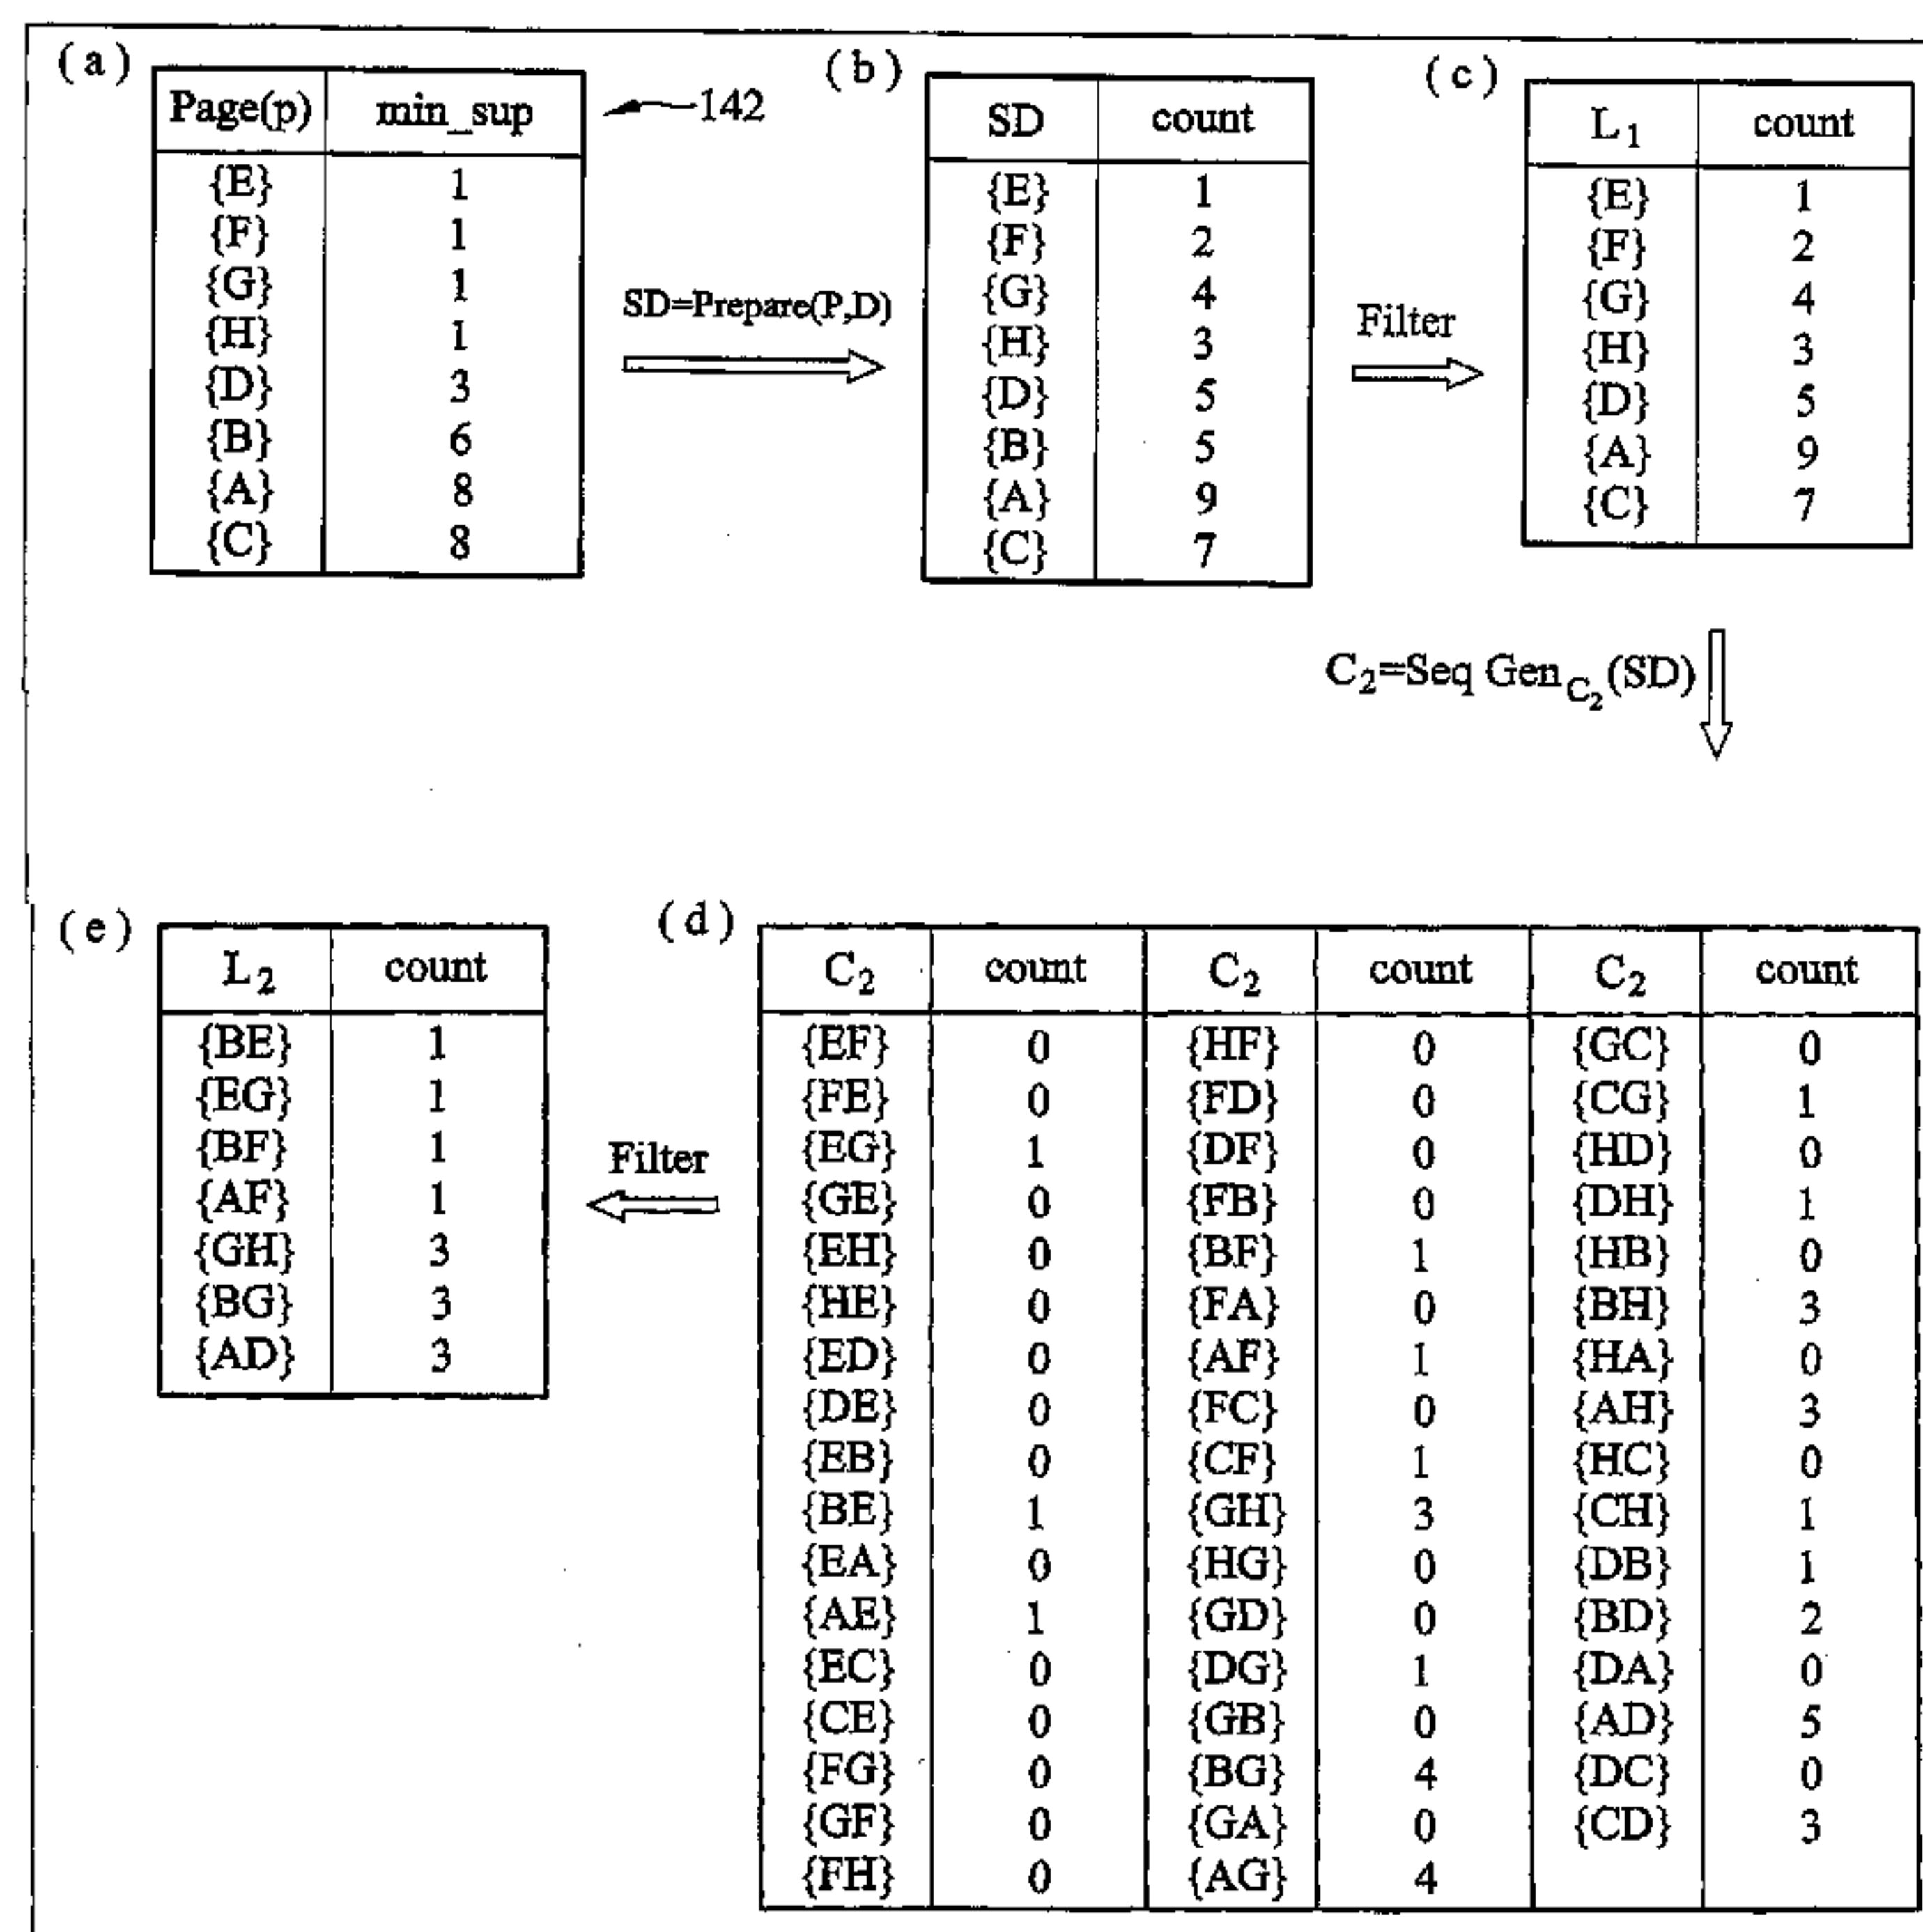 (a)
Page(p) min_sup
{E} 1
{F} 1
{G} 1
{H} 1
{D} 3
{B} 6
{A} 8
{C} 8
142
SD=Prepare(P,D)
(b)
SD count
{E} 1
{F} 2
{G} 4
{H} 3
{D} 5
{B} 5
{A} 9
{C} 7
Filter
(c)
L₁ count
{E} 1
{F} 2
{G} 4
{H} 3
{D} 5
{A} 9
{C} 7
C₂=Seq Gen_C₂(SD)
(e)
L₂ count
{BE} 1
{EG} 1
{BF} 1
{AF} 1
{GH} 3
{BG} 3
{AD} 3
Filter
(d)
C₂ count C₂ count C₂ count
{EF} 0 {HF} 0 {GC} 0
{FE} 0 {FD} 0 {CG} 1
{EG} 1 {DF} 0 {HD} 0
{GE} 0 {FB} 0 {DH} 1
{EH} 0 {BF} 1 {HB} 0
{HE} 0 {FA} 0 {BH} 3
{ED} 0 {AF} 1 {HA} 0
{DE} 0 {FC} 0 {AH} 3
{EB} 0 {CF} 1 {HC} 0
{BE} 1 {GH} 3 {CH} 1
{EA} 0 {HG} 0 {DB} 1
{AE} 1 {GD} 0 {BD} 2
{EC} 0 {DG} 1 {DA} 0
{CE} 0 {GB} 0 {AD} 5
{FG} 0 {BG} 4 {DC} 0
{GF} 0 {GA} 0 {CD} 3
{FH} 0 {AG} 4